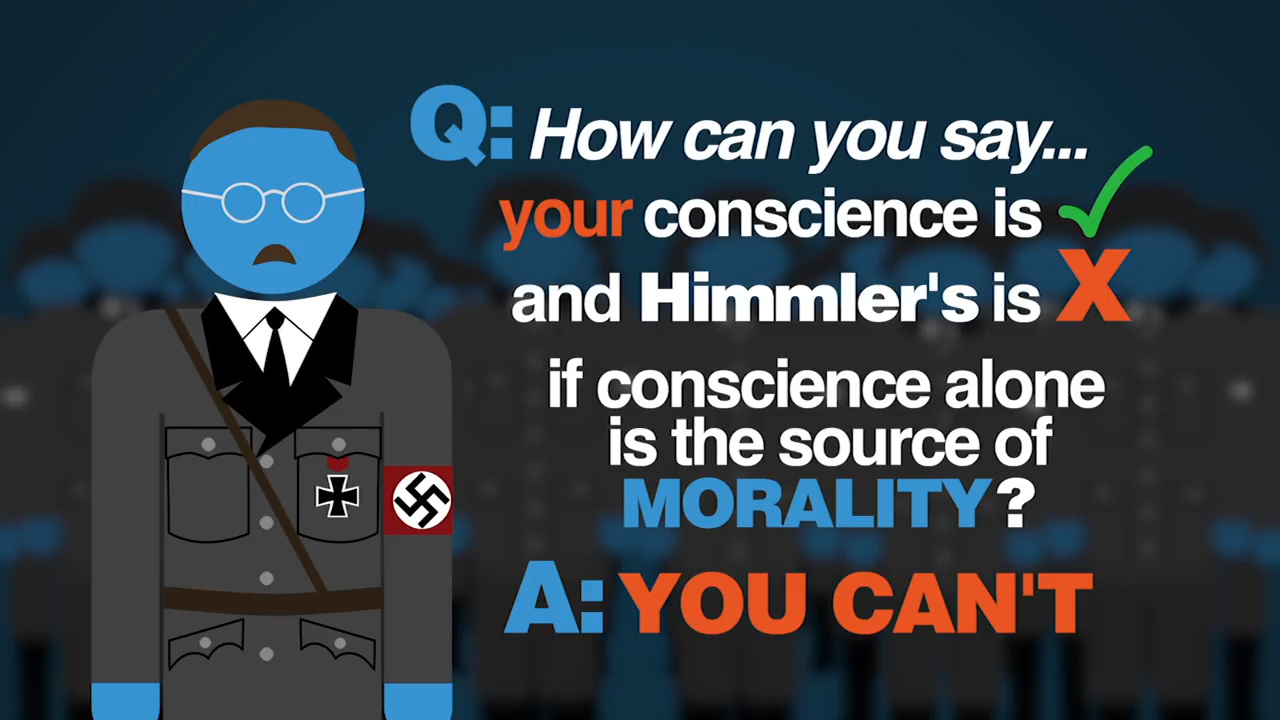 Q: How can you say...
your conscience is
and Himmler's is X
if conscience alone
is the source of
MORALITY?
A: YOU CAN'T